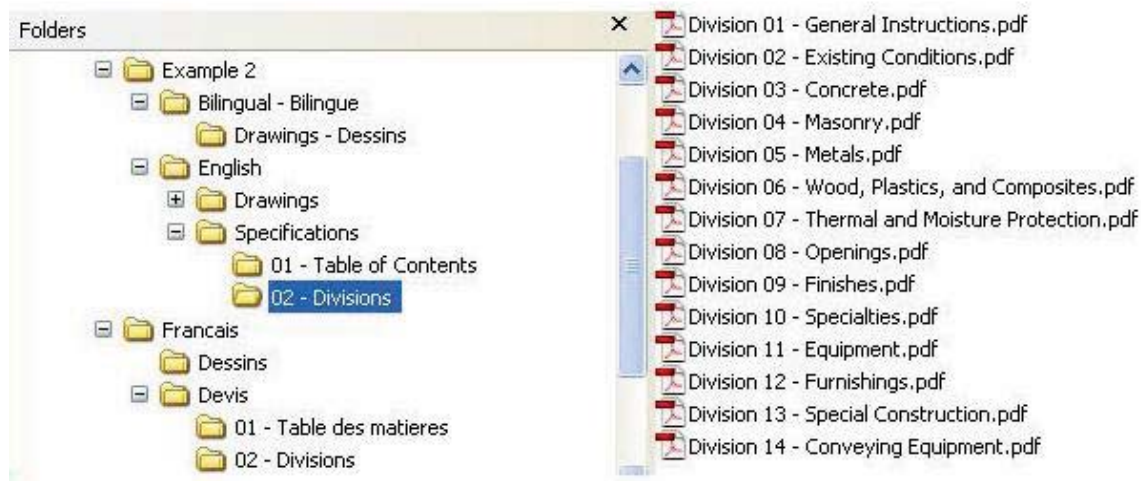 Folders
Example 2
Bilingual - Bilingue
Drawings - Dessins
English
Drawings
Specifications
01 - Table of Contents
02 - Divisions
Francais
Dessins
Devis
01 - Table des matieres
02 - Divisions
Division 01 - General Instructions.pdf
Division 02 - Existing Conditions.pdf
Division 03 - Concrete.pdf
Division 04 - Masonry.pdf
Division 05 - Metals.pdf
Division 06 - Wood, Plastics, and Composites.pdf
Division 07 - Thermal and Moisture Protection.pdf
Division 08 - Openings.pdf
Division 09 - Finishes.pdf
Division 10 - Specialties.pdf
Division 11 - Equipment.pdf
Division 12 - Furnishings.pdf
Division 13 - Special Construction.pdf
Division 14 - Conveying Equipment.pdf